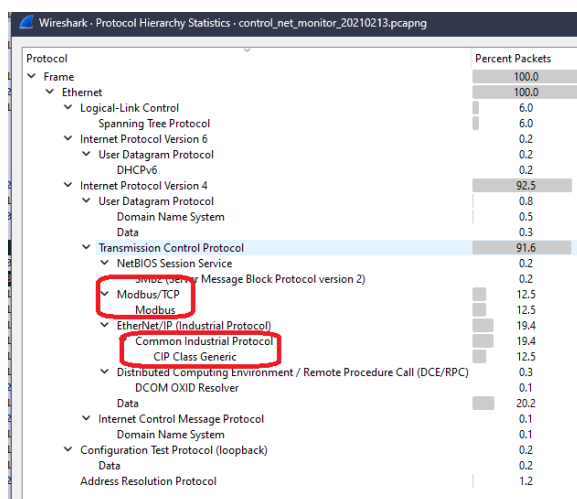 Wireshark · Protocol Hierarchy Statistics · control_net_monitor_20210213.pcapng
Protocol Percent Packets
Frame 100.0
Ethernet 100.0
Logical-Link Control 6.0
Spanning Tree Protocol 6.0
Internet Protocol Version 6 0.2
User Datagram Protocol 0.2
DHCPv6 0.2
Internet Protocol Version 4 92.5
User Datagram Protocol 0.8
Domain Name System 0.5
Data 0.3
Transmission Control Protocol 91.6
NetBIOS Session Service 0.2
SMB2 (Server Message Block Protocol version 2) 0.2
Modbus/TCP 12.5
Modbus 12.5
EtherNet/IP (Industrial Protocol) 19.4
Common Industrial Protocol 19.4
CIP Class Generic 12.5
Distributed Computing Environment / Remote Procedure Call (DCE/RPC) 0.3
DCOM OXID Resolver 0.1
Data 20.2
Internet Control Message Protocol 0.1
Domain Name System 0.1
Configuration Test Protocol (loopback) 0.2
Data 0.2
Address Resolution Protocol 1.2